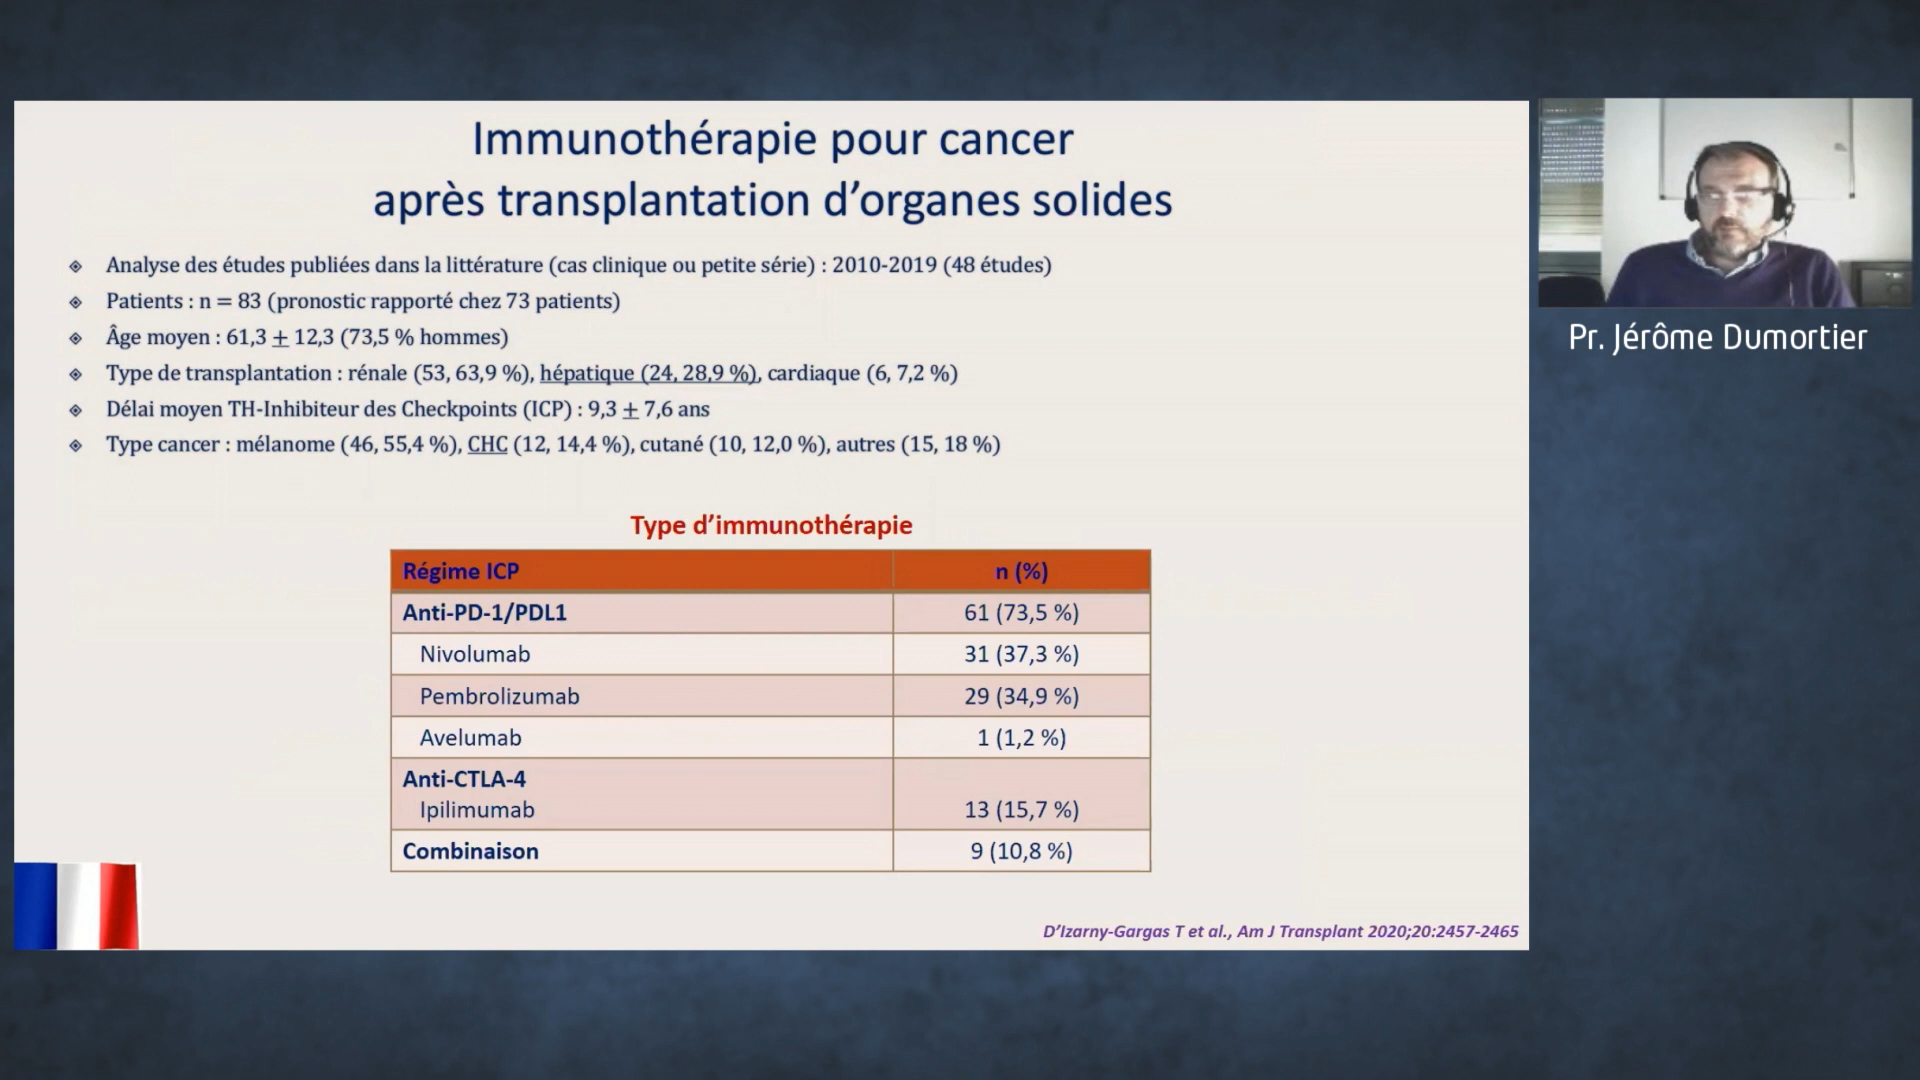 Immunothérapie pour cancer
après transplantation d’organes solides
Analyse des études publiées dans la littérature (cas clinique ou petite série) : 2010-2019 (48 études)
Patients : n = 83 (pronostic rapporté chez 73 patients)
Âge moyen : 61,3 + 12,3 (73,5 % hommes)
Type de transplantation : rénale (53, 63,9 %), hépatique (24, 28,9 %), cardiaque (6, 7,2 %)
Délai moyen TH-Inhibiteur des Checkpoints (ICP) : 9,3 + 7,6 ans
Type cancer : mélanome (46, 55,4 %), CHC (12, 14,4 %), cutané (10, 12,0 %), autres (15, 18 %)
Type d’immunothérapie
Régime ICP n (%)
Anti-PD-1/PDL1 61 (73,5 %)
Nivolumab 31 (37,3 %)
Pembrolizumab 29 (34,9 %)
Avelumab 1 (1,2 %)
Anti-CTLA-4
Ipilimumab 13 (15,7 %)
Combinaison 9 (10,8 %)
D’Izarny-Gargas T et al., Am J Transplant 2020;20:2457-2465
Pr. Jérôme Dumortier